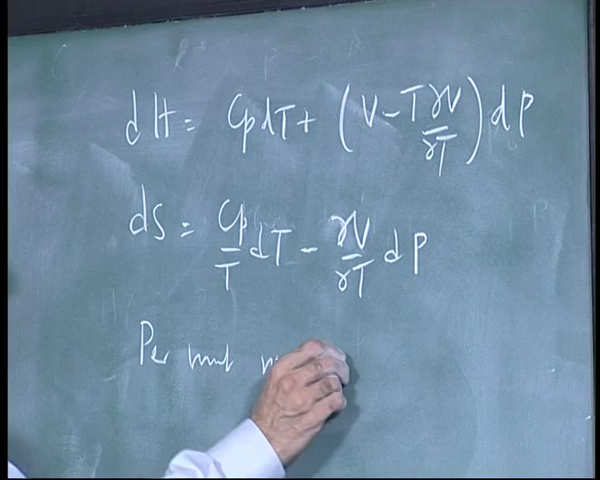 dH = Cp dT + (V - T ∂V/∂T) dP
dS = Cp/T dT - ∂V/∂T dP
Per unit